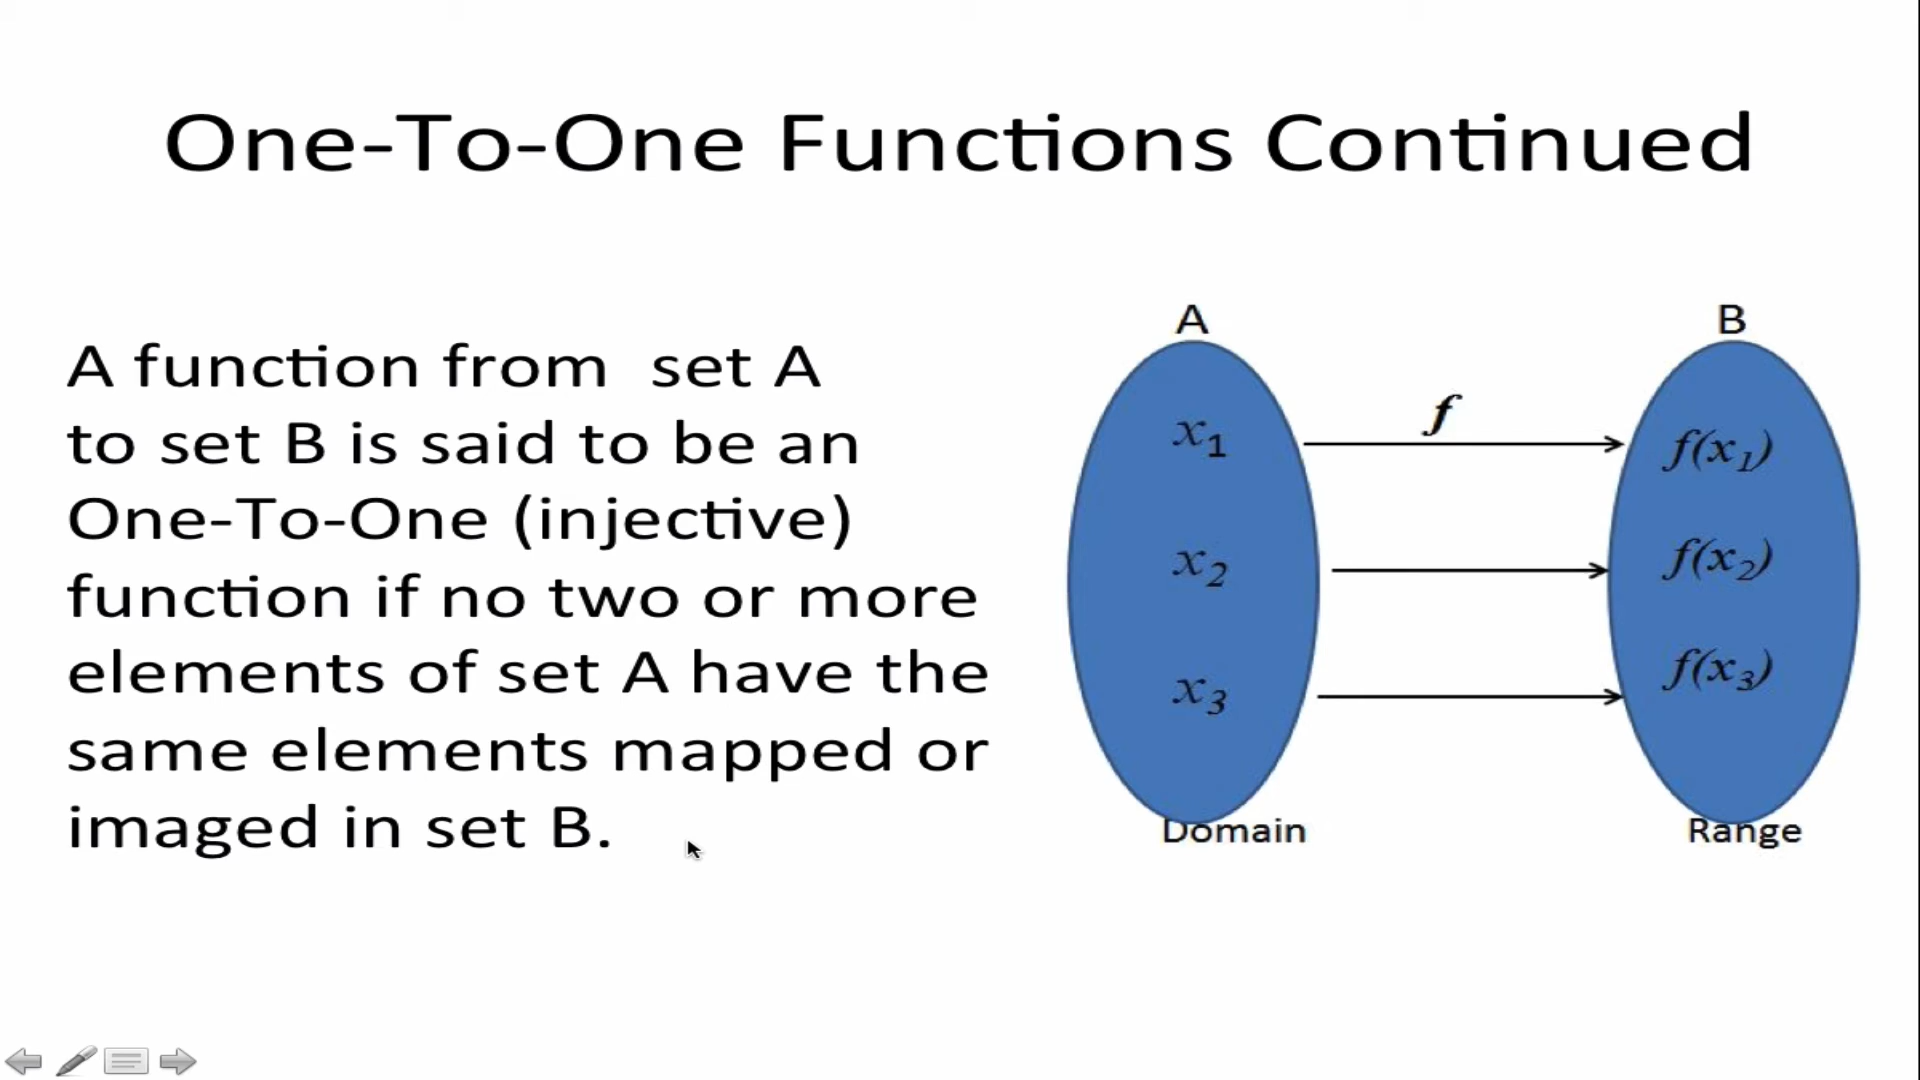 One-To-One Functions Continued
A function from set A
to set B is said to be an
One-To-One (injective)
function if no two or more
elements of set A have the
same elements mapped or
imaged in set B.
A
B
f
x₁
f(x₁)
x₂
f(x₂)
x₃
f(x₃)
Domain
Range